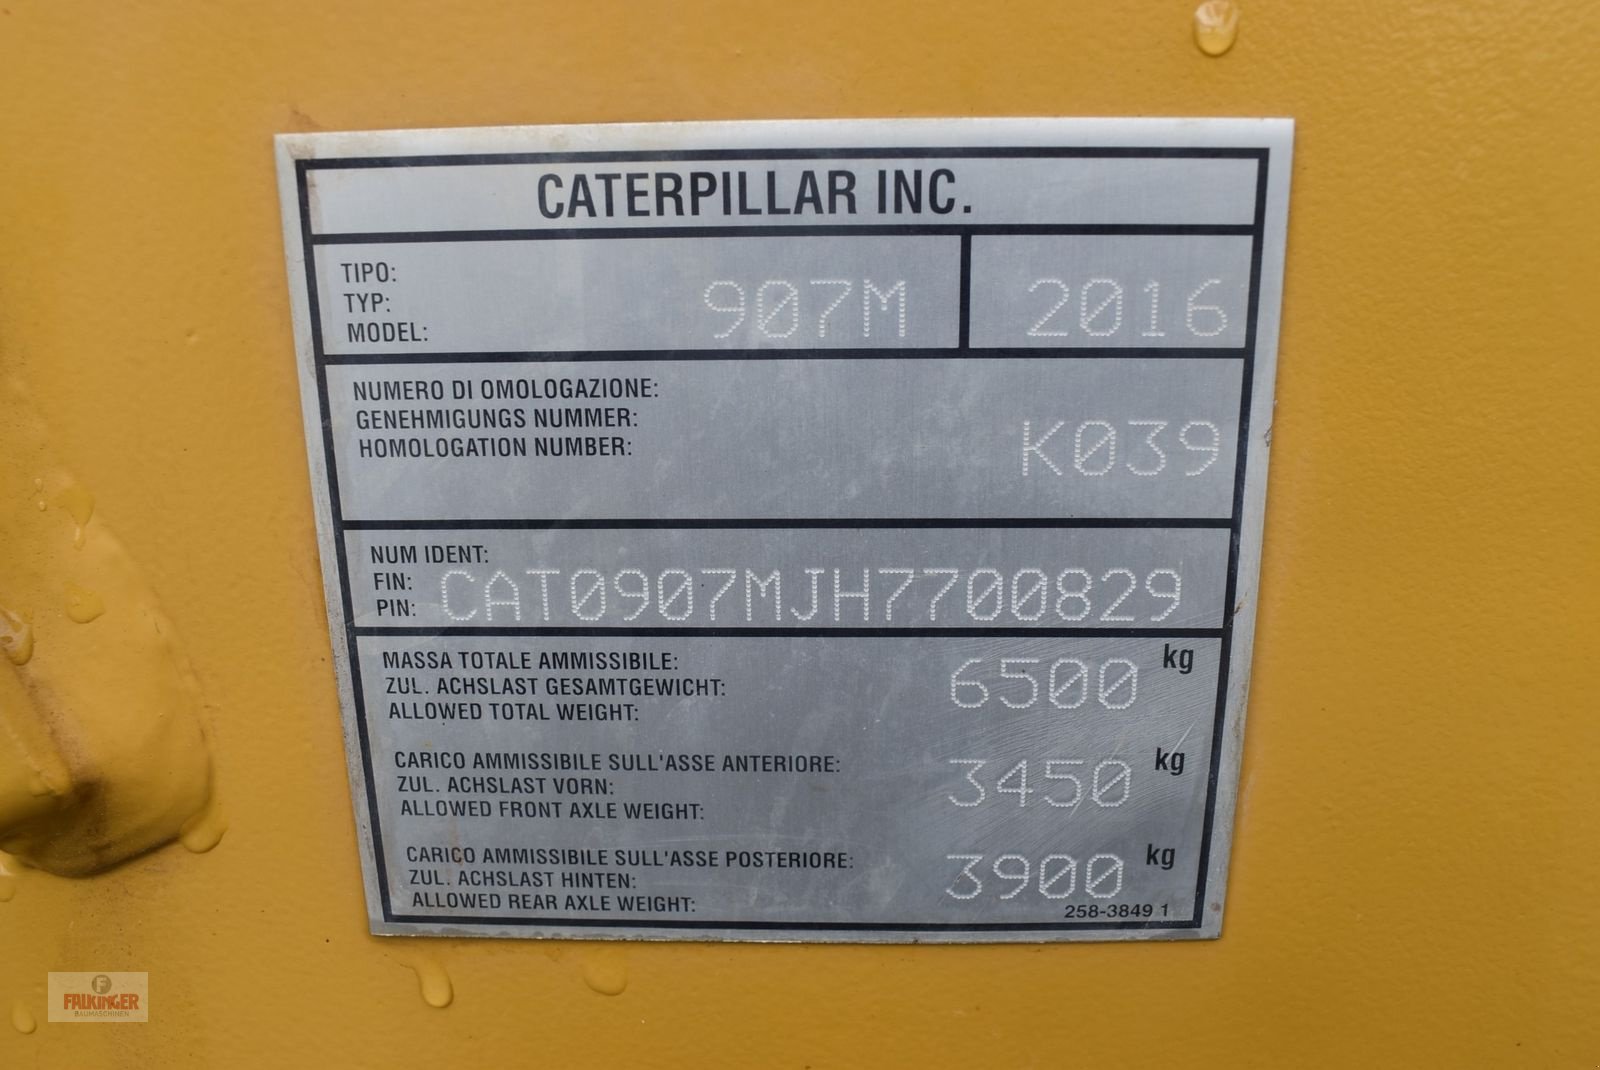 CATERPILLAR INC.
TIPO:
TYP:
MODEL:
907M
2016
NUMERO DI OMOLOGAZIONE:
GENEHMIGUNGS NUMMER:
HOMOLOGATION NUMBER:
K039
NUM IDENT:
FIN:
PIN:
CAT0907MJH7700829
MASSA TOTALE AMMISSIBILE:
ZUL. ACHSLAST GESAMTGEWICHT:
ALLOWED TOTAL WEIGHT:
6500 kg
CARICO AMMISSIBILE SULL'ASSE ANTERIORE:
ZUL. ACHSLAST VORN:
ALLOWED FRONT AXLE WEIGHT:
3450 kg
CARICO AMMISSIBILE SULL'ASSE POSTERIORE:
ZUL. ACHSLAST HINTEN:
ALLOWED REAR AXLE WEIGHT:
3900 kg
258-3849 1
F
FALKINGER
BAUMASCHINEN